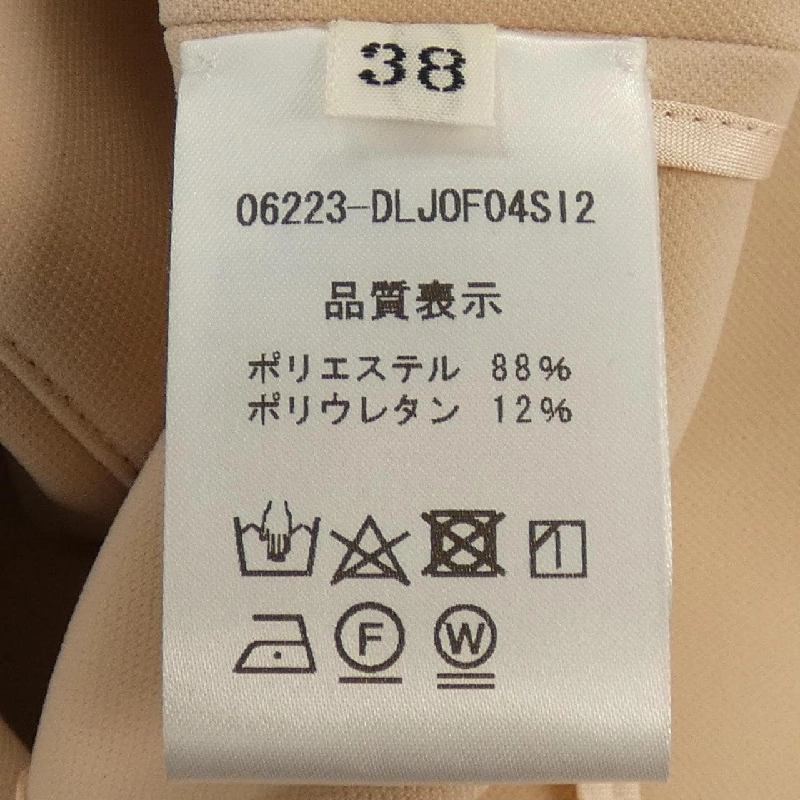 38
06223-DLJOF04SI2
品質表示
ポリエステル 88%
ポリウレタン 12%
F
W